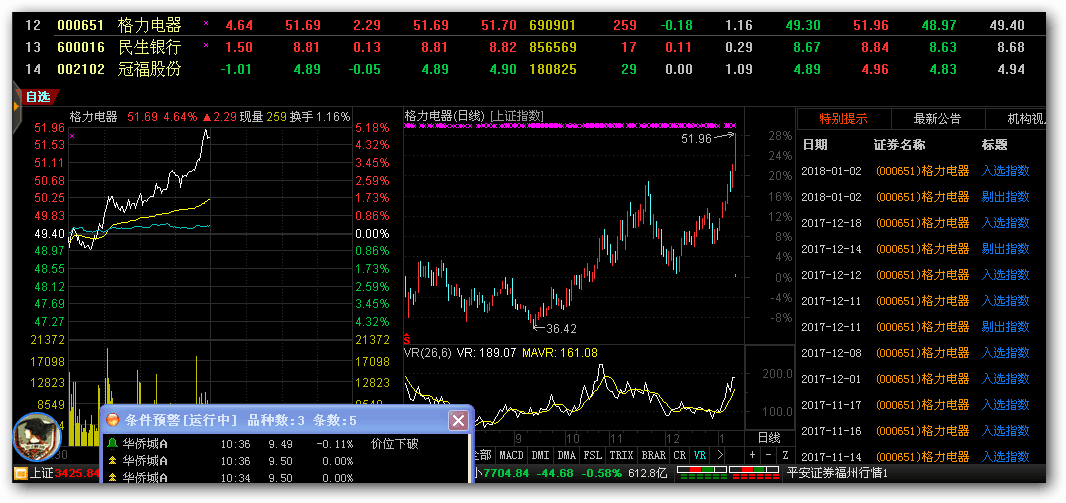 12 000651 格力电器 × 4.64 51.69 2.29 51.69 51.70 690901 259 -0.18 1.16 49.30 51.96 48.97 49.40
13 600016 民生银行 × 1.50 8.81 0.13 8.81 8.82 856569 17 0.11 0.29 8.67 8.84 8.63 8.68
14 002102 冠福股份 -1.01 4.89 -0.05 4.89 4.90 180825 29 0.00 1.09 4.89 4.96 4.83 4.94
自选
格力电器 51.69 4.64% ▲2.29 现量 259 换手 1.16%
51.96 5.18%
51.53 4.32%
51.11 3.45%
50.68 2.59%
50.25 1.73%
49.83 0.86%
49.40 0.00%
48.97 0.86%
48.55 1.73%
48.12 2.59%
47.69 3.45%
47.27 4.32%
21372 21372
17098 17098
12823 12823
8549 8549
格力电器(日线) [上证指数]
51.96
28%
24%
20%
16%
12%
8%
4%
0%
-4%
-8%
36.42
S
VR(26,6) VR: 189.07 MAVR: 161.08
200.0
100.0
9 10 11 12 1 日线
全部 MACD DMI DMA FSL TRIX BRAR CR VR > + - Z
特别提示 最新公告 机构视
日期 证券名称 标题
2018-01-02 (000651)格力电器 入选指数
2018-01-02 (000651)格力电器 剔出指数
2017-12-18 (000651)格力电器 入选指数
2017-12-14 (000651)格力电器 剔出指数
2017-12-12 (000651)格力电器 入选指数
2017-12-11 (000651)格力电器 入选指数
2017-12-11 (000651)格力电器 剔出指数
2017-12-08 (000651)格力电器 入选指数
2017-12-01 (000651)格力电器 入选指数
2017-11-17 (000651)格力电器 入选指数
2017-11-16 (000651)格力电器 入选指数
2017-11-14 (000651)格力电器 入选指数
条件预警[运行中] 品种数:3 条数:5
华侨城A 10:36 9.49 -0.11% 价位下破
华侨城A 10:36 9.50 0.00%
华侨城A 10:34 9.50 0.00%
上证3425.84 小7704.84 -44.68 -0.58% 612.8亿 平安证券福州行情1